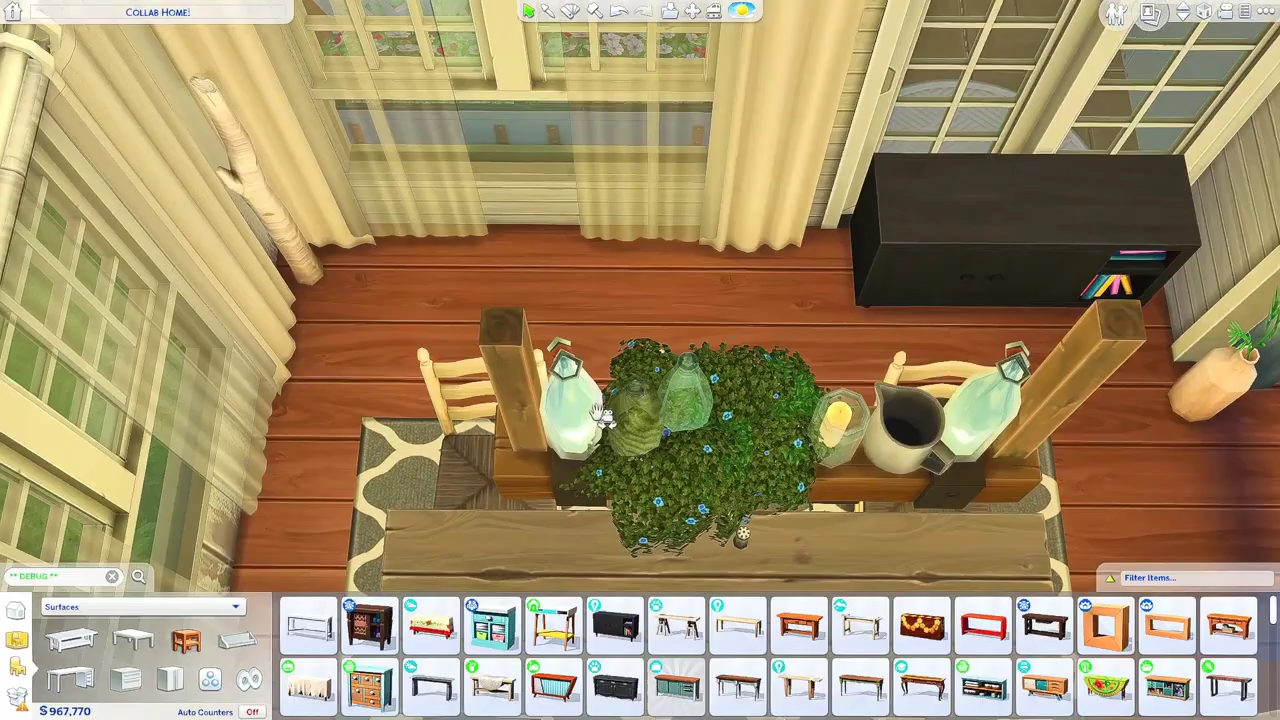 COLLAB HOME!
** DEBUG **
Filter Items...
Surfaces
§967,770
Auto Counters
Off